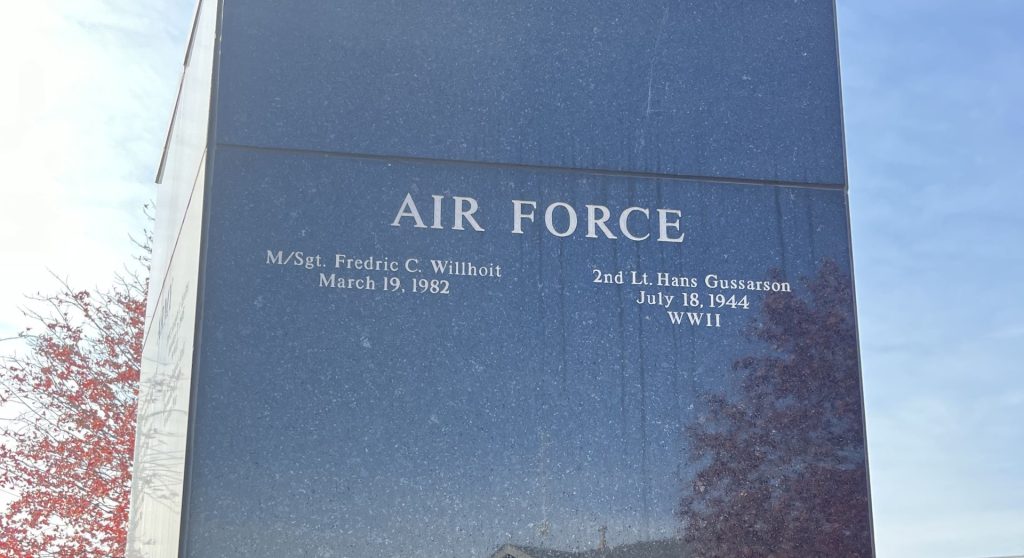 AIR FORCE
M/Sgt. Fredric C. Willhoit
March 19, 1982
2nd Lt. Hans Gussarson
July 18, 1944
WWII